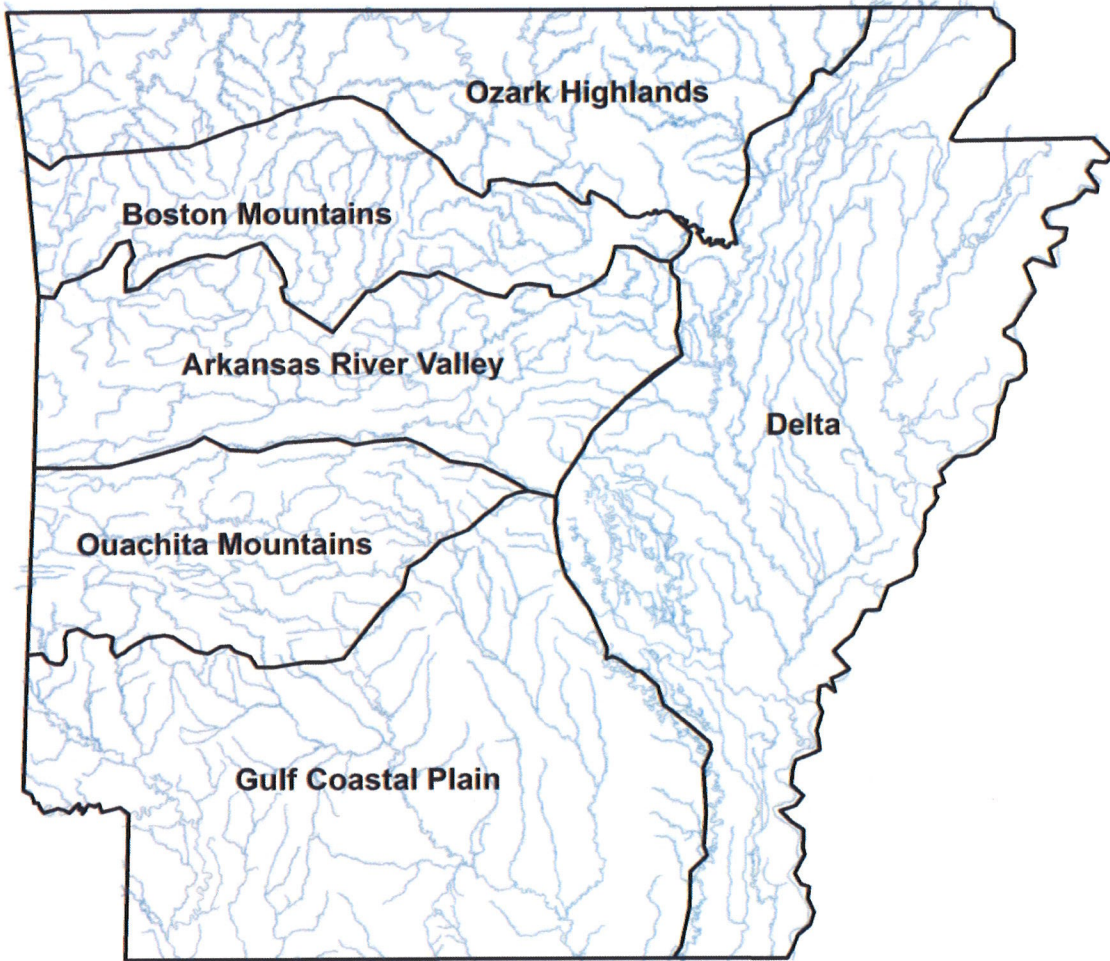 Ozark Highlands
Boston Mountains
Arkansas River Valley
Delta
Ouachita Mountains
Gulf Coastal Plain